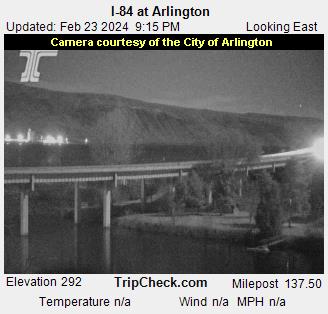 I-84 at Arlington
Updated: Feb 23 2024 9:15 PM Looking East
Camera courtesy of the City of Arlington
Elevation 292 TripCheck.com Milepost 137.50
Temperature n/a Wind n/a MPH n/a